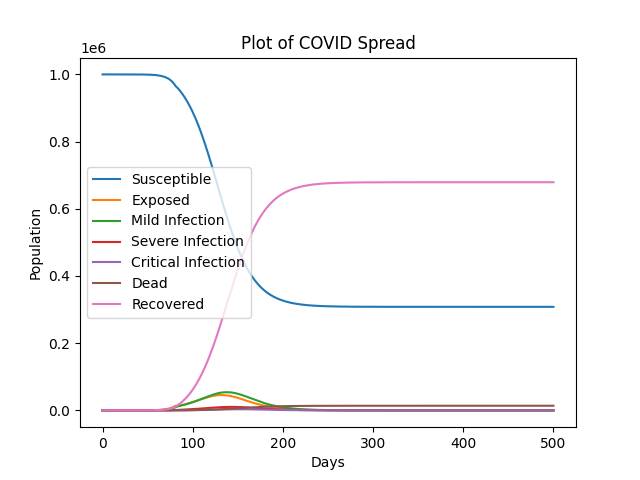 Plot of COVID Spread
1e6
1.0
0.8
0.6
0.4
0.2
0.0
Population
Susceptible
Exposed
Mild Infection
Severe Infection
Critical Infection
Dead
Recovered
0 100 200 300 400 500
Days